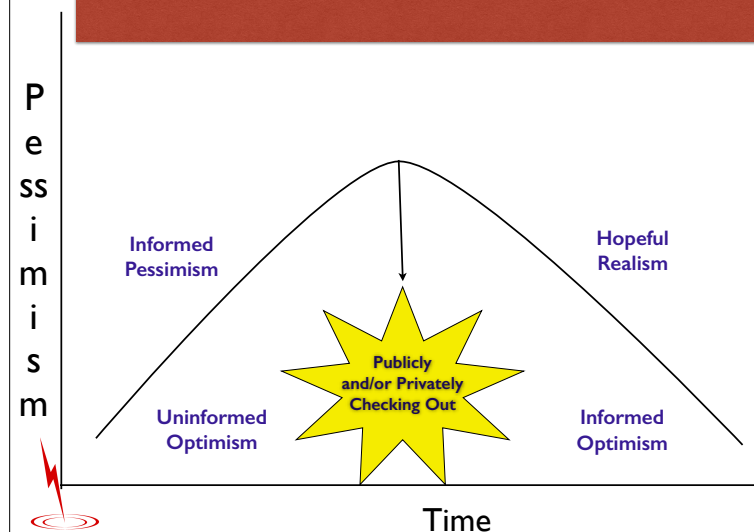 P
e
ss
i
m
i
s
m
Informed
Pessimism
Hopeful
Realism
Publicly
and/or Privately
Checking Out
Uninformed
Optimism
Informed
Optimism
Time